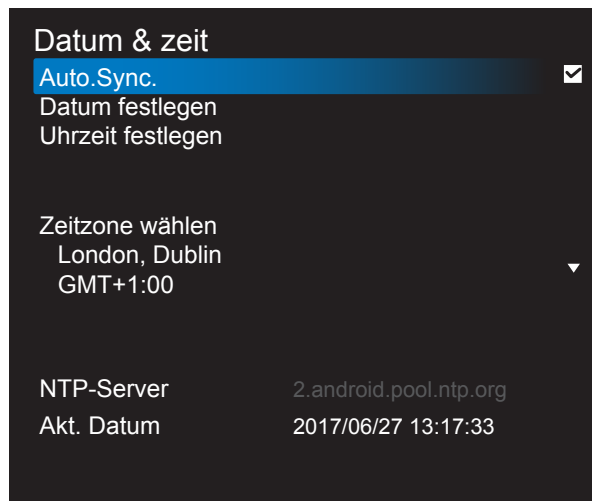 Datum & zeit
Auto.Sync.
Datum festlegen
Uhrzeit festlegen
Zeitzone wählen
London, Dublin
GMT+1:00
NTP-Server 2.android.pool.ntp.org
Akt. Datum 2017/06/27 13:17:33